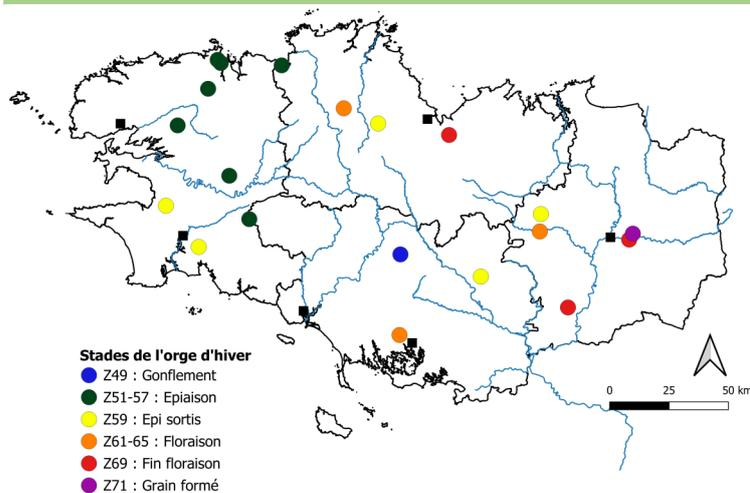 Stades de l'orge d'hiver
Z49 : Gonflement
Z51-57 : Epiaison
Z59 : Epi sortis
Z61-65 : Floraison
Z69 : Fin floraison
Z71 : Grain formé
0 25 50 km